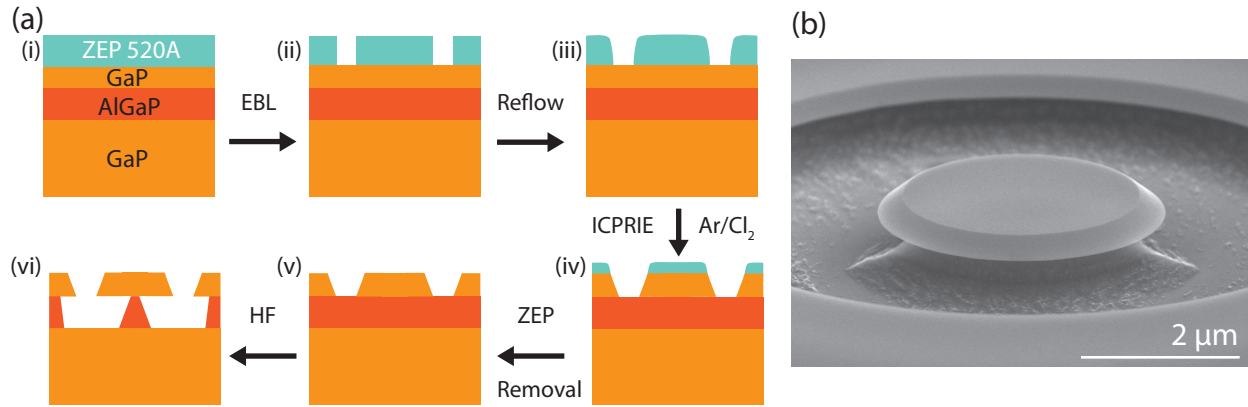 (a)
(i)
ZEP 520A
GaP
AlGaP
GaP
EBL
(ii)
Reflow
(iii)
ICPRIE
Ar/Cl₂
(iv)
ZEP
Removal
(v)
HF
(vi)
(b)
2 μm